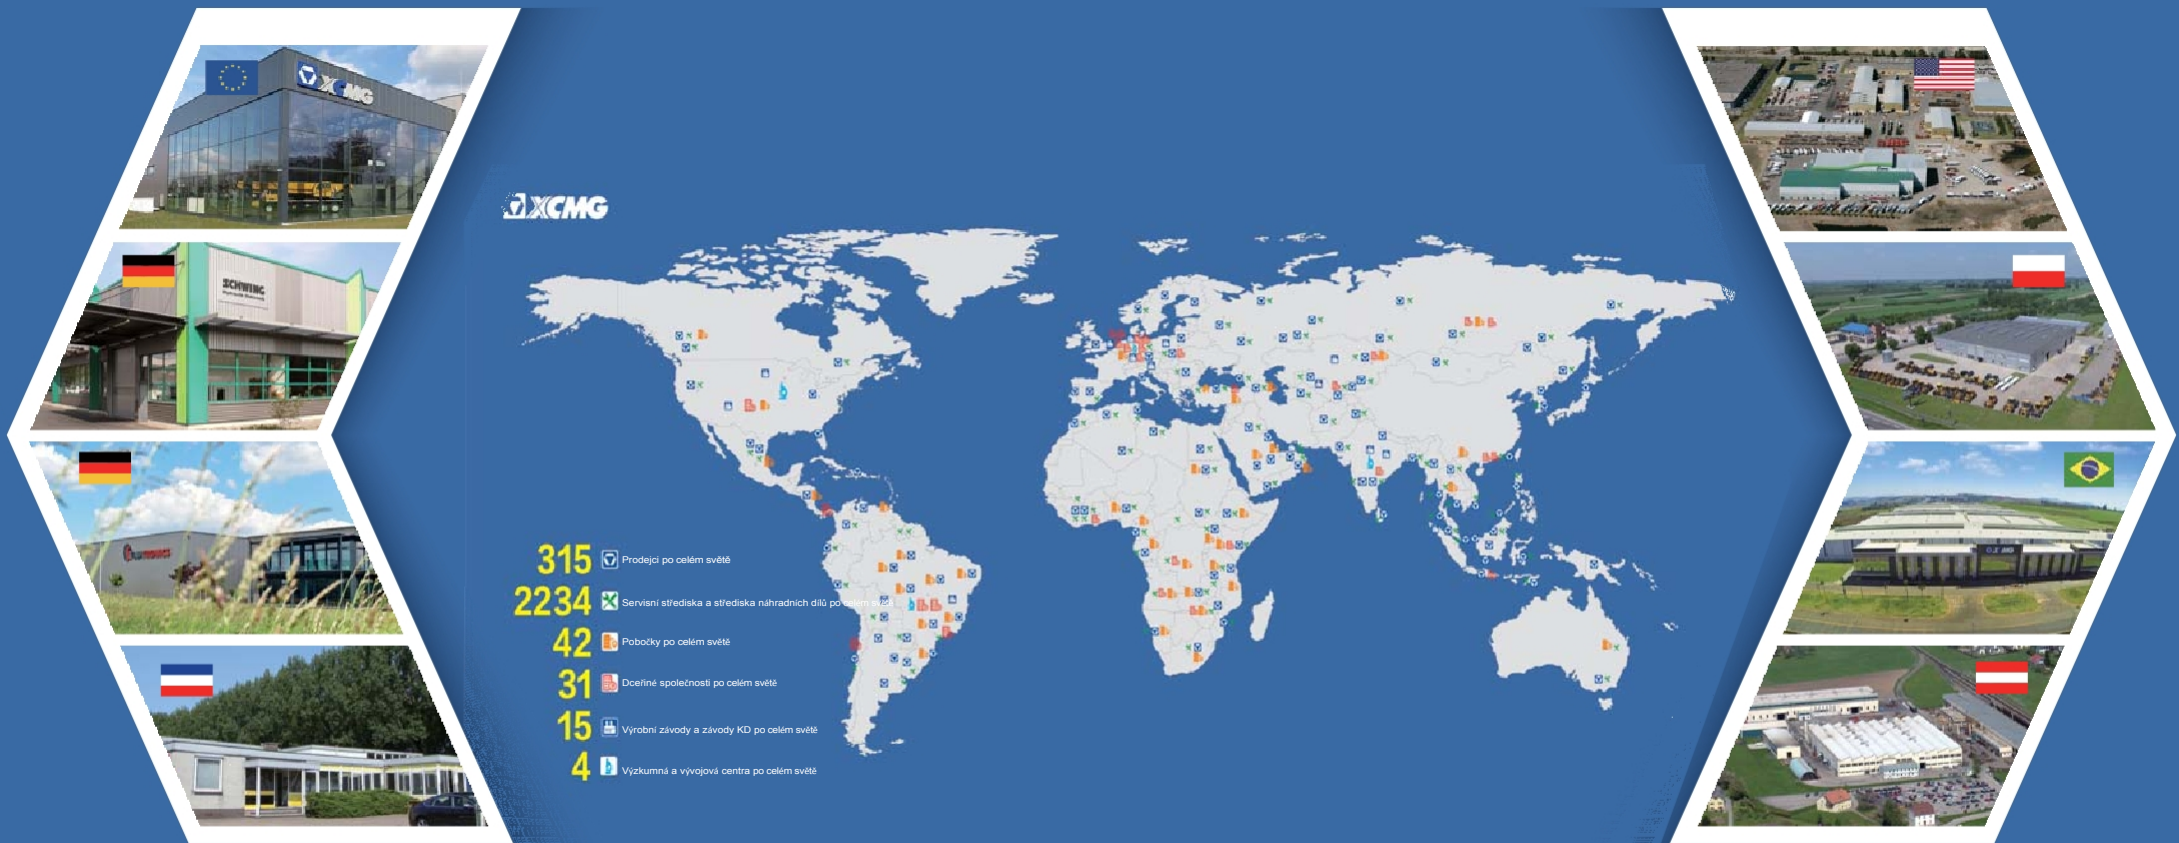 XCMG
SCHWING
XCMG
315 Prodejci po celém světě
2234 Servisní střediska a střediska náhradních dílů po celém světě
42 Pobočky po celém světě
31 Dceřiné společnosti po celém světě
15 Výrobní závody a závody KD po celém světě
4 Výzkumná a vývojová centra po celém světě